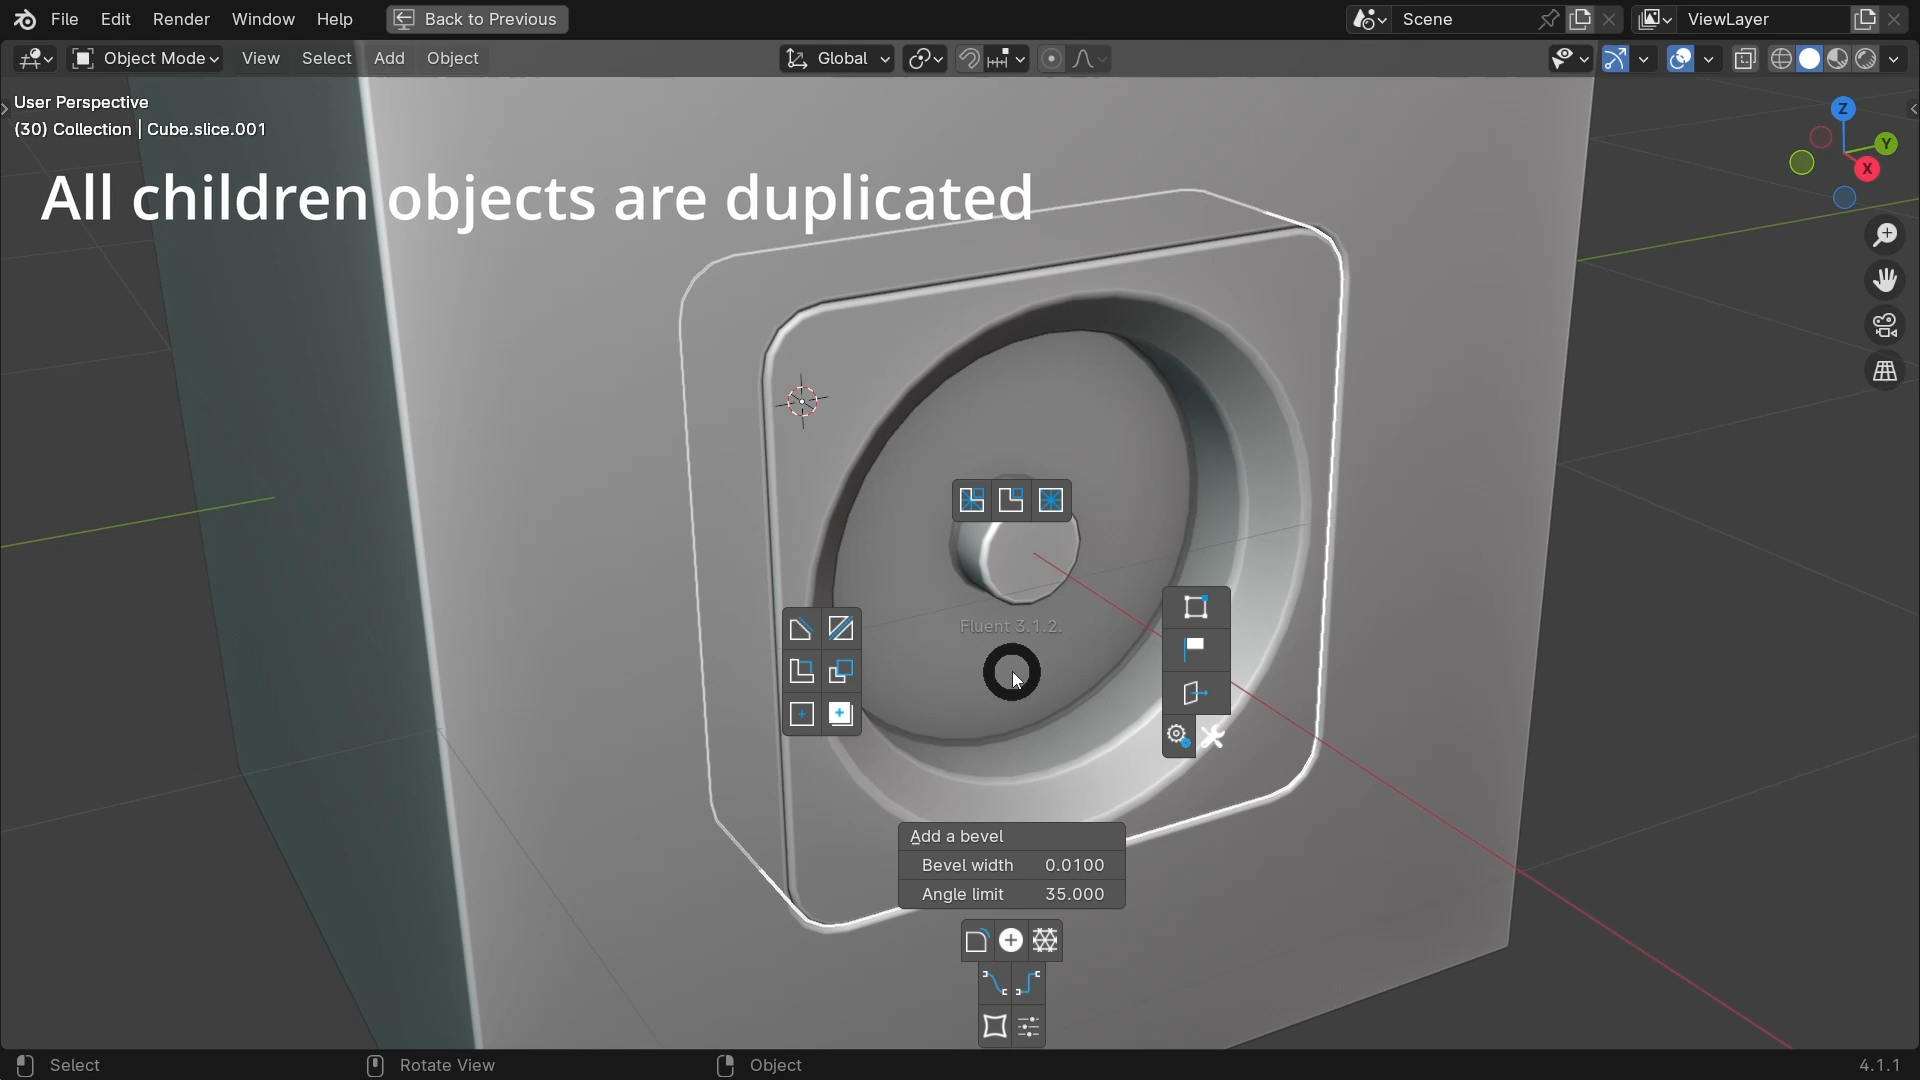 File Edit Render Window Help Back to Previous Scene ViewLayer
Object Mode View Select Add Object Global
User Perspective
(30) Collection | Cube.slice.001
All children objects are duplicated
Z
Y
X
Fluent 3.1.2.
Add a bevel
Bevel width 0.0100
Angle limit 35.000
Select Rotate View Object 4.1.1